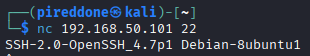 ┌──(pireddone㉿kali)-[~]
└─$ nc 192.168.50.101 22
SSH-2.0-OpenSSH_4.7p1 Debian-8ubuntu1